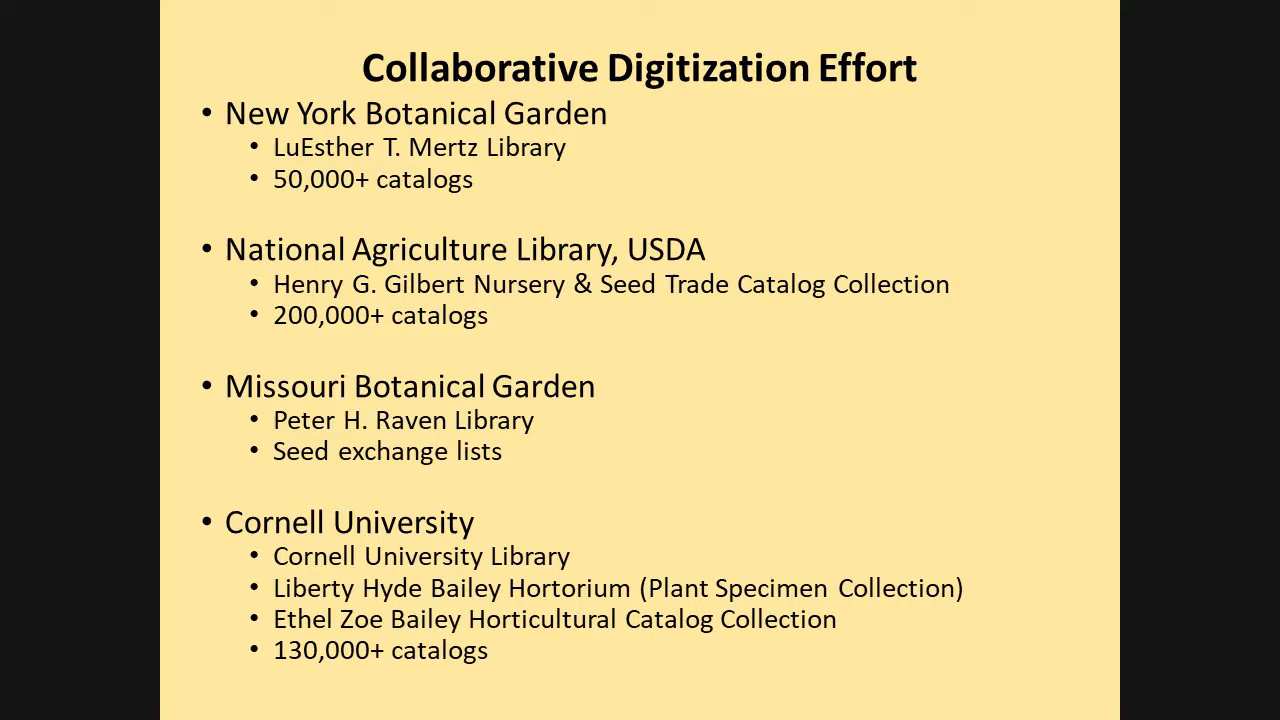 Collaborative Digitization Effort
• New York Botanical Garden
• LuEsther T. Mertz Library
• 50,000+ catalogs
• National Agriculture Library, USDA
• Henry G. Gilbert Nursery & Seed Trade Catalog Collection
• 200,000+ catalogs
• Missouri Botanical Garden
• Peter H. Raven Library
• Seed exchange lists
• Cornell University
• Cornell University Library
• Liberty Hyde Bailey Hortorium (Plant Specimen Collection)
• Ethel Zoe Bailey Horticultural Catalog Collection
• 130,000+ catalogs